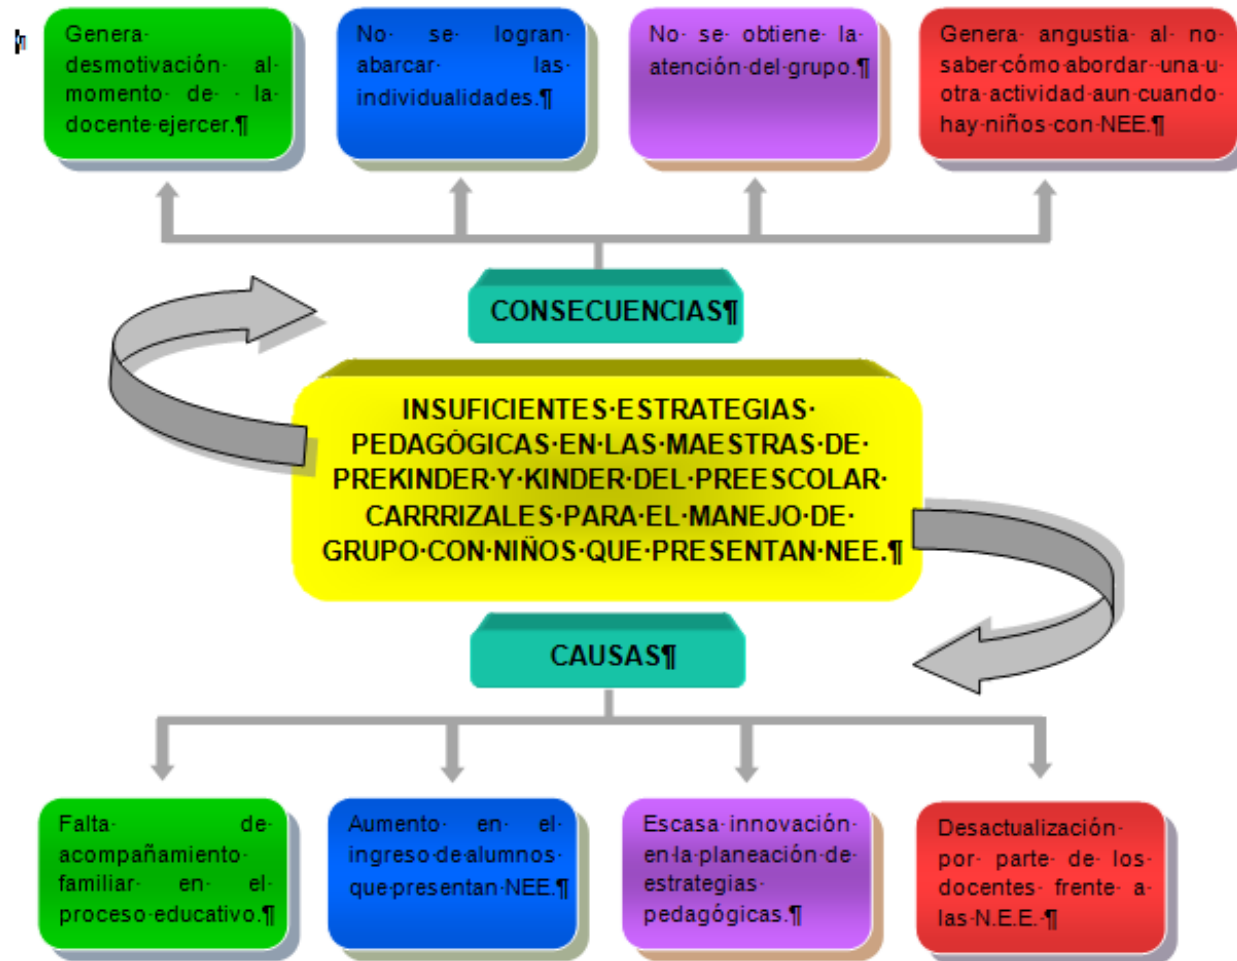 Genera
desmotivación al
momento de la
docente ejercer.¶
No se logran
abarcar las
individualidades.¶
No se obtiene la
atención del grupo.¶
Genera angustia al no
saber cómo abordar una u
otra actividad aun cuando
hay niños con NEE.¶
CONSECUENCIAS¶
INSUFICIENTES ESTRATEGIAS
PEDAGÓGICAS EN LAS MAESTRAS DE
PREKINDER Y KINDER DEL PREESCOLAR
CARRRIZALES PARA EL MANEJO DE
GRUPO CON NIÑOS QUE PRESENTAN NEE.¶
CAUSAS¶
Falta de
acompañamiento
familiar en el
proceso educativo.¶
Aumento en el
ingreso de alumnos
que presentan NEE.¶
Escasa innovación
en la planeación de
estrategias
pedagógicas.¶
Desactualización
por parte de los
docentes frente a
las N.E.E. ¶